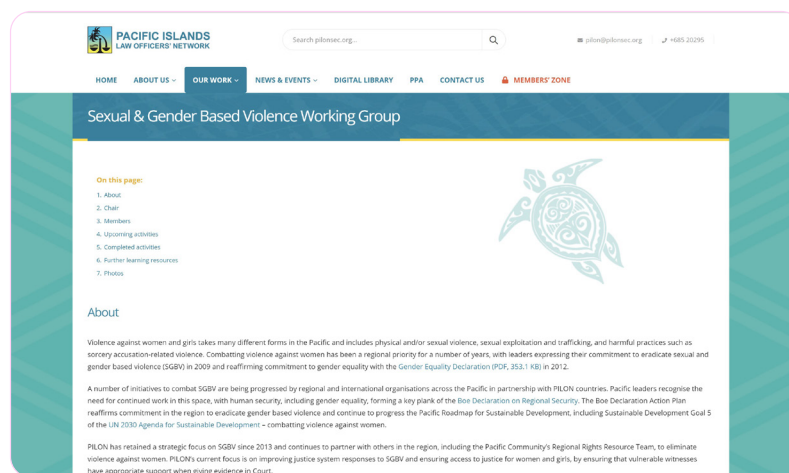 PACIFIC ISLANDS
LAW OFFICERS' NETWORK
Search pilonsec.org...
pilon@pilonsec.org
+685 20295
HOME
ABOUT US
OUR WORK
NEWS & EVENTS
DIGITAL LIBRARY
PPA
CONTACT US
MEMBERS' ZONE
Sexual & Gender Based Violence Working Group
On this page:
1. About
2. Chair
3. Members
4. Upcoming activities
5. Completed activities
6. Further learning resources
7. Photos
About
Violence against women and girls takes many different forms in the Pacific and includes physical and/or sexual violence, sexual exploitation and trafficking, and harmful practices such as
sorcery accusation-related violence. Combatting violence against women has been a regional priority for a number of years, with leaders expressing their commitment to eradicate sexual and
gender based violence (SGBV) in 2009 and reaffirming commitment to gender equality with the Gender Equality Declaration (PDF, 353.1 KB) in 2012.
A number of initiatives to combat SGBV are being progressed by regional and international organisations across the Pacific in partnership with PILON countries. Pacific leaders recognise the
need for continued work in this space, with human security, including gender equality, forming a key plank of the Boe Declaration on Regional Security. The Boe Declaration Action Plan
reaffirms commitment in the region to eradicate gender based violence and continue to progress the Pacific Roadmap for Sustainable Development, including Sustainable Development Goal 5
of the UN 2030 Agenda for Sustainable Development – combatting violence against women.
PILON has retained a strategic focus on SGBV since 2013 and continues to partner with others in the region, including the Pacific Community's Regional Rights Resource Team, to eliminate
violence against women. PILON's current focus is on improving justice system responses to SGBV and ensuring access to justice for women and girls, by ensuring that vulnerable witnesses
have appropriate support when giving evidence in Court.